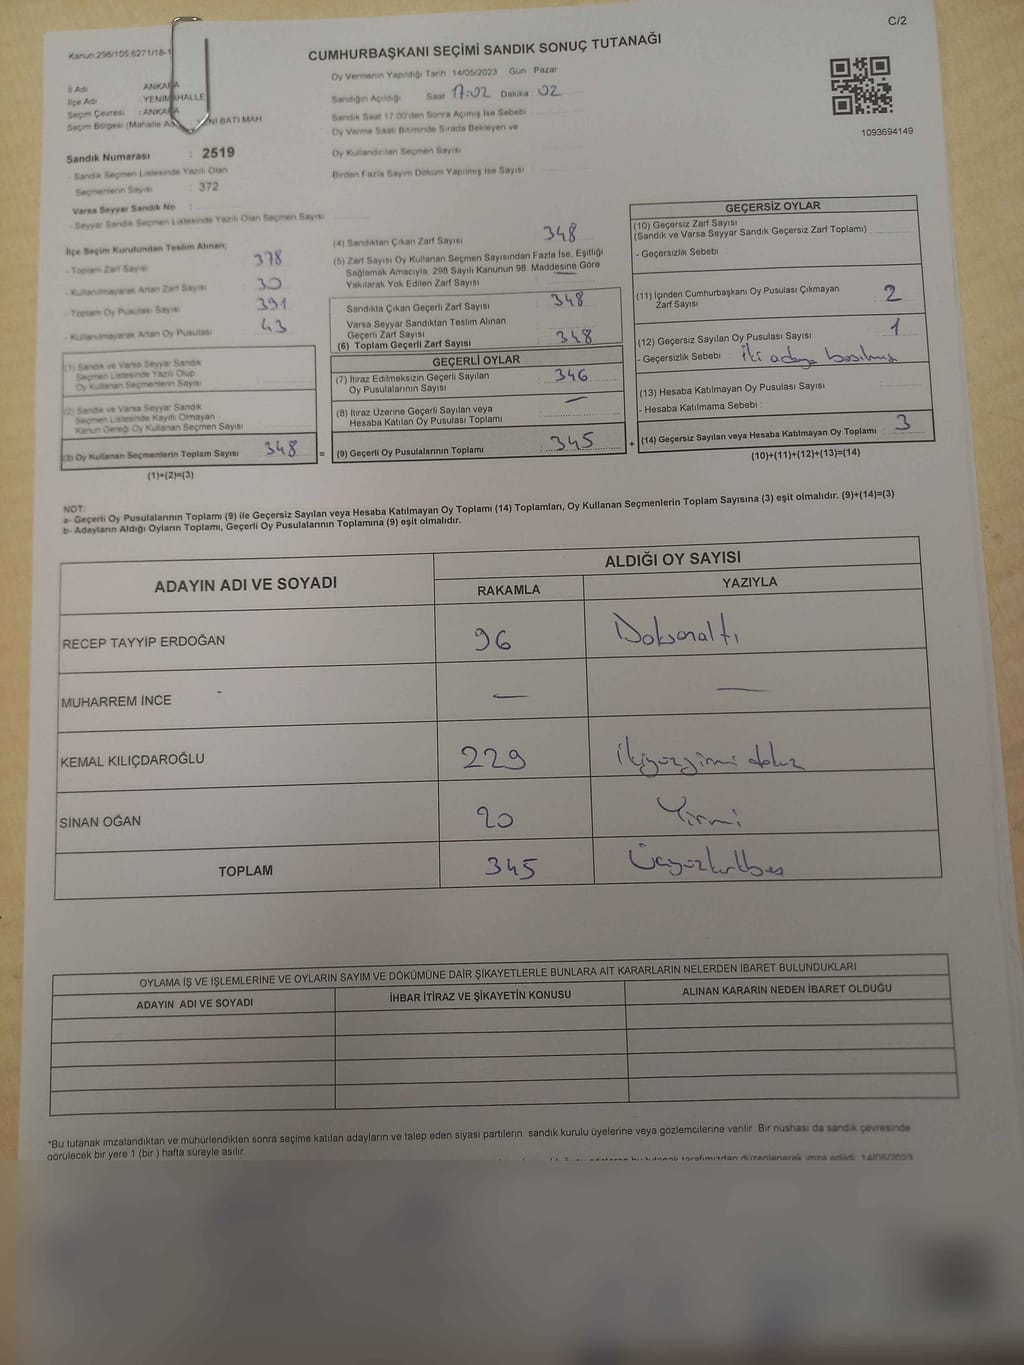 C/2
Kanun:298/105;6271/18-1
CUMHURBAŞKANI SEÇİMİ SANDIK SONUÇ TUTANAĞI
İl Adı ANKARA
İlçe Adı YENİMAHALLE
Seçim Çevresi : ANKARA
Seçim Bölgesi (Mahalle NI BATI MAH.
Sandık Numarası : 2519
- Sandık Seçmen Listesinde Yazılı Olan
Seçmenlerin Sayısı : 372
Varsa Seyyar Sandık No :
- Seyyar Sandık Seçmen Listesinde Yazılı Olan Seçmen Sayısı
Oy Vermenin Yapıldığı Tarih 14/05/2023 Gün : Pazar
Sandığın Açıldığı Saat 17:02 Dakika : 02
Sandık Saat 17.00'den Sonra Açımış İse Sebebi
Oy Verme Saati Bitiminde Sırada Bekleyen ve
Oy Kullandırılan Seçmen Sayısı
Birden Fazla Sayım Döküm Yapılmış İse Sayısı
1093694149
İlçe Seçim Kurulundan Teslim Alınan;
- Toplam Zarf Sayısı 378
- Kullanılmayarak Artan Zarf Sayısı 30
- Toplam Oy Pusulası Sayısı 391
- Kullanılmayarak Artan Oy Pusulası 43
(1) Sandık ve Varsa Seyyar Sandık
Seçmen Listesinde Yazılı Olup
Oy Kullanan Seçmenlerin Sayısı
(2) Sandık ve Varsa Seyyar Sandık
Seçmen Listesinde Kayıtlı Olmayan
Kanun Gereği Oy Kullanan Seçmen Sayısı
(3) Oy Kullanan Seçmenlerin Toplam Sayısı 348 =
(1)+(2)=(3)
(4) Sandıktan Çıkan Zarf Sayısı 348
(5) Zarf Sayısı Oy Kullanan Seçmen Sayısından Fazla İse, Eşitliği
Sağlamak Amacıyla, 298 Sayılı Kanunun 98. Maddesine Göre
Yakılarak Yok Edilen Zarf Sayısı —
Sandıkta Çıkan Geçerli Zarf Sayısı 348
Varsa Seyyar Sandıktan Teslim Alınan
Geçerli Zarf Sayısı
(6) Toplam Geçerli Zarf Sayısı 348
GEÇERLİ OYLAR
(7) İtiraz Edilmeksizin Geçerli Sayılan
Oy Pusulalarının Sayısı 346
(8) İtiraz Üzerine Geçerli Sayılan veya
Hesaba Katılan Oy Pusulası Toplamı : —
(9) Geçerli Oy Pusulalarının Toplamı : 345 +
GEÇERSİZ OYLAR
(10) Geçersiz Zarf Sayısı
(Sandık ve Varsa Seyyar Sandık Geçersiz Zarf Toplamı) :
- Geçersizlik Sebebi :
(11) İçinden Cumhurbaşkanı Oy Pusulası Çıkmayan
Zarf Sayısı : 2
(12) Geçersiz Sayılan Oy Pusulası Sayısı : 1
- Geçersizlik Sebebi : İki adaya basılmış
(13) Hesaba Katılmayan Oy Pusulası Sayısı :
- Hesaba Katılmama Sebebi :
(14) Geçersiz Sayılan veya Hesaba Katılmayan Oy Toplamı : 3
(10)+(11)+(12)+(13)=(14)
NOT:
a- Geçerli Oy Pusulalarının Toplamı (9) ile Geçersiz Sayılan veya Hesaba Katılmayan Oy Toplamı (14) Toplamları, Oy Kullanan Seçmenlerin Toplam Sayısına (3) eşit olmalıdır. (9)+(14)=(3)
b- Adayların Aldığı Oyların Toplamı, Geçerli Oy Pusulalarının Toplamına (9) eşit olmalıdır.
ADAYIN ADI VE SOYADI ALDIĞI OY SAYISI
RAKAMLA YAZIYLA
RECEP TAYYİP ERDOĞAN 96 Doksanaltı
MUHARREM İNCE — —
KEMAL KILIÇDAROĞLU 229 İkiyüzyirmi dokuz
SİNAN OĞAN 20 Yirmi
TOPLAM 345 Üçyüzkırkbeş
OYLAMA İŞ VE İŞLEMLERİNE VE OYLARIN SAYIM VE DÖKÜMÜNE DAİR ŞİKAYETLERLE BUNLARA AİT KARARLARIN NELERDEN İBARET BULUNDUKLARI
ADAYIN ADI VE SOYADI İHBAR İTİRAZ VE ŞİKAYETİN KONUSU ALINAN KARARIN NEDEN İBARET OLDUĞU
*Bu tutanak imzalandıktan ve mühürlendikten sonra seçime katılan adayların ve talep eden siyasi partilerin sandık kurulu üyelerine veya gözlemcilerine verilir. Bir nüshası da sandık çevresinde
görülecek bir yere 1 (bir ) hafta süreyle asılır.
bu tutanak tarafımızdan düzenlenerek imza edildi. 14/05/2023